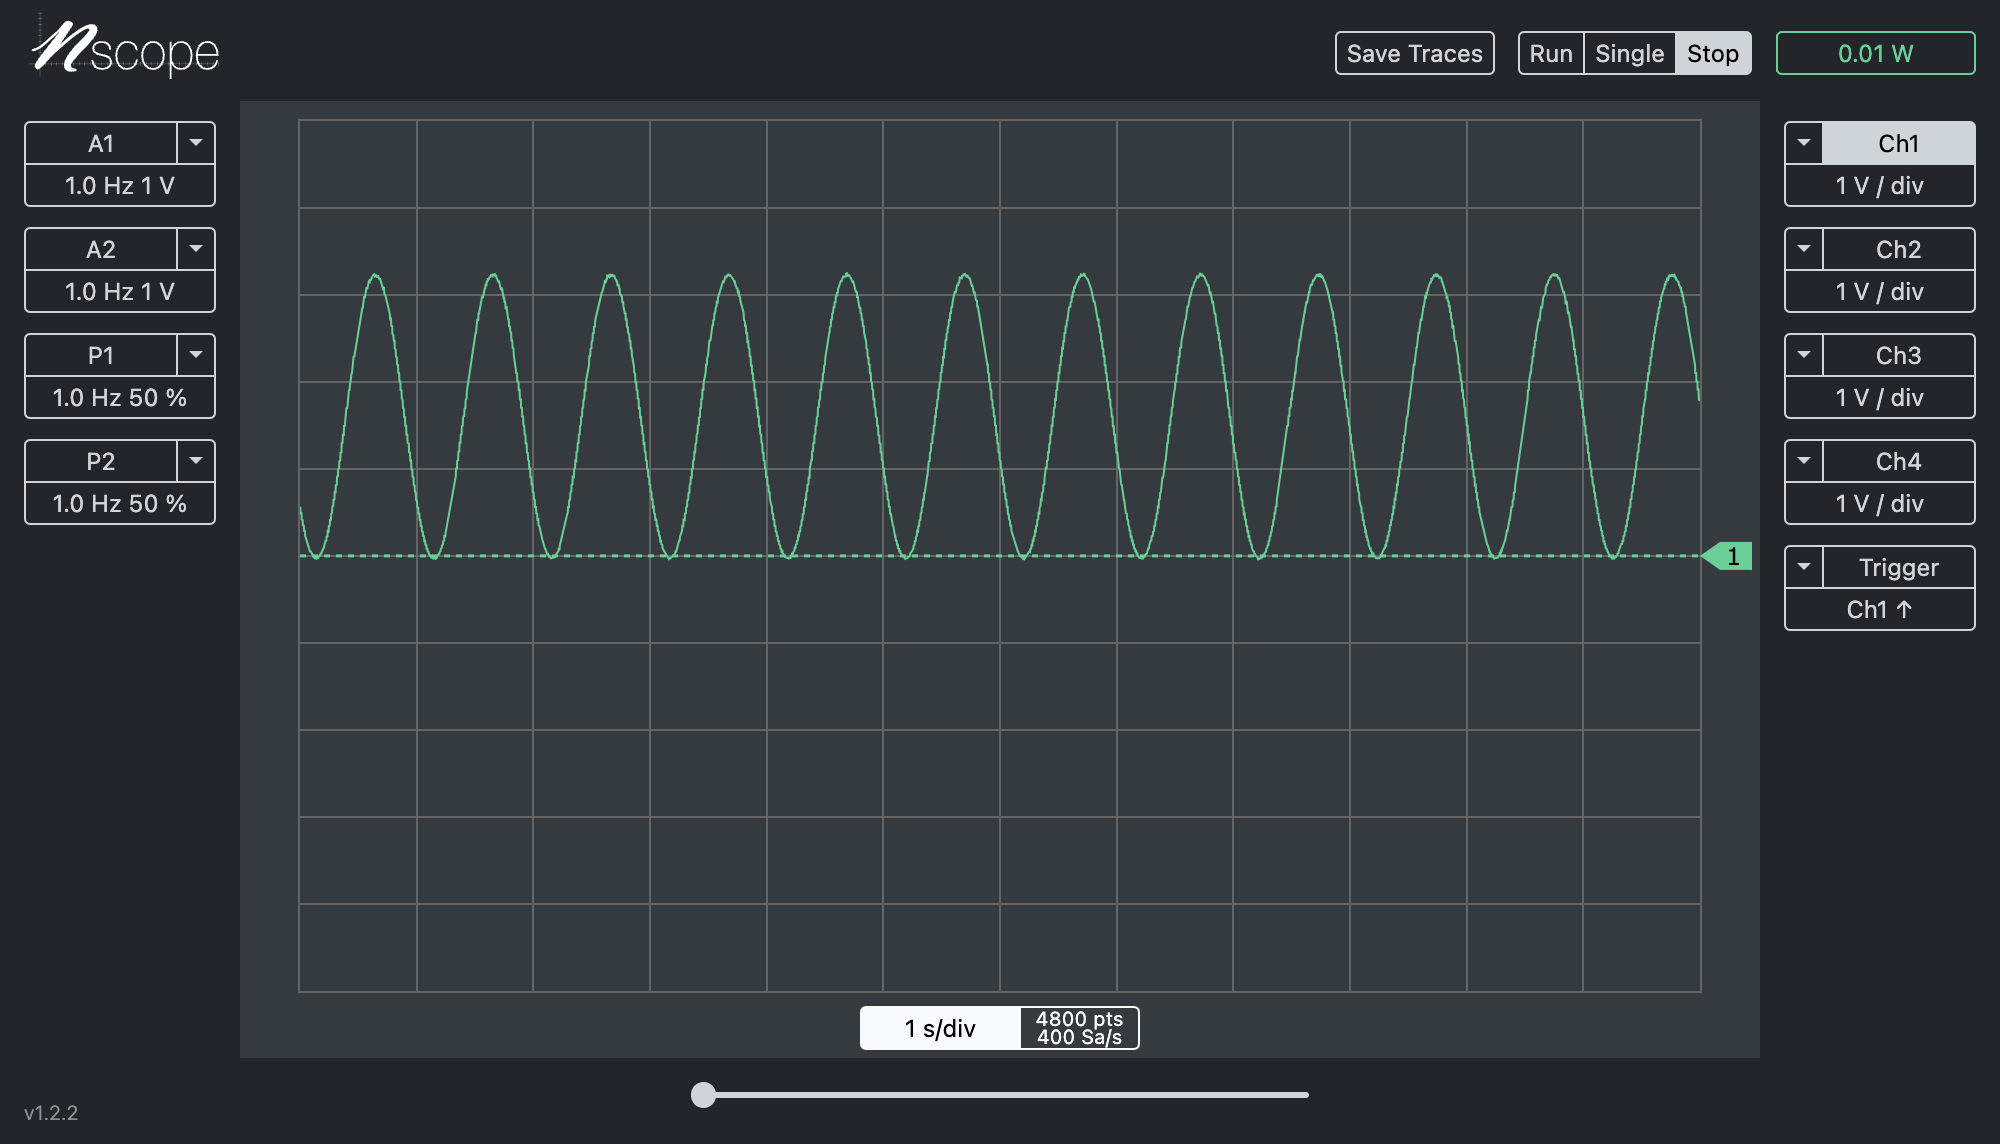 nscope
Save Traces
Run
Single
Stop
0.01 W
A1
1.0 Hz 1 V
A2
1.0 Hz 1 V
P1
1.0 Hz 50 %
P2
1.0 Hz 50 %
Ch1
1 V / div
Ch2
1 V / div
Ch3
1 V / div
Ch4
1 V / div
Trigger
Ch1 ↑
1
1 s/div
4800 pts
400 Sa/s
v1.2.2